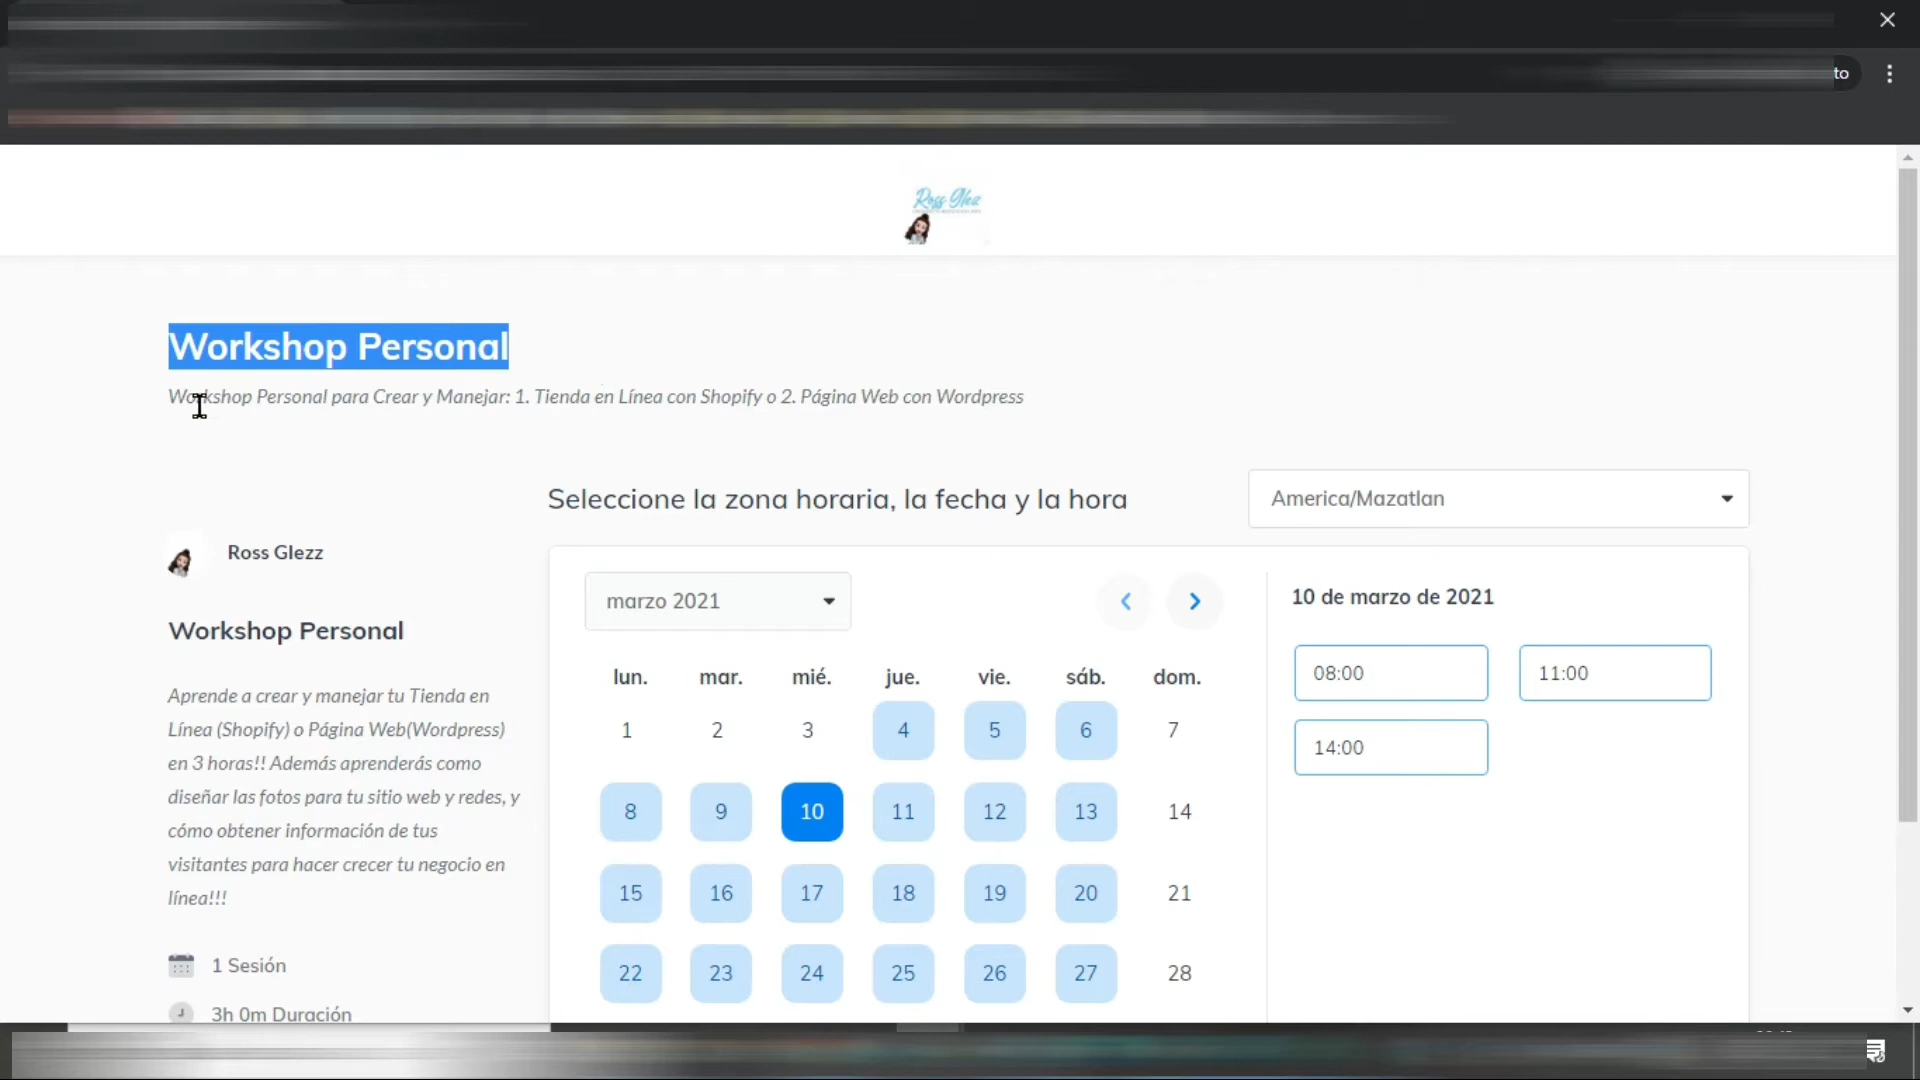 to
Ross Glez
Workshop Personal
Workshop Personal para Crear y Manejar: 1. Tienda en Línea con Shopify o 2. Página Web con Wordpress
Seleccione la zona horaria, la fecha y la hora
America/Mazatlan
Ross Glezz
Workshop Personal
Aprende a crear y manejar tu Tienda en
Línea (Shopify) o Página Web(Wordpress)
en 3 horas!! Además aprenderás como
diseñar las fotos para tu sitio web y redes, y
cómo obtener información de tus
visitantes para hacer crecer tu negocio en
línea!!!
1 Sesión
3h 0m Duración
marzo 2021
lun. mar. mié. jue. vie. sáb. dom.
1 2 3 4 5 6 7
8 9 10 11 12 13 14
15 16 17 18 19 20 21
22 23 24 25 26 27 28
10 de marzo de 2021
08:00 11:00
14:00